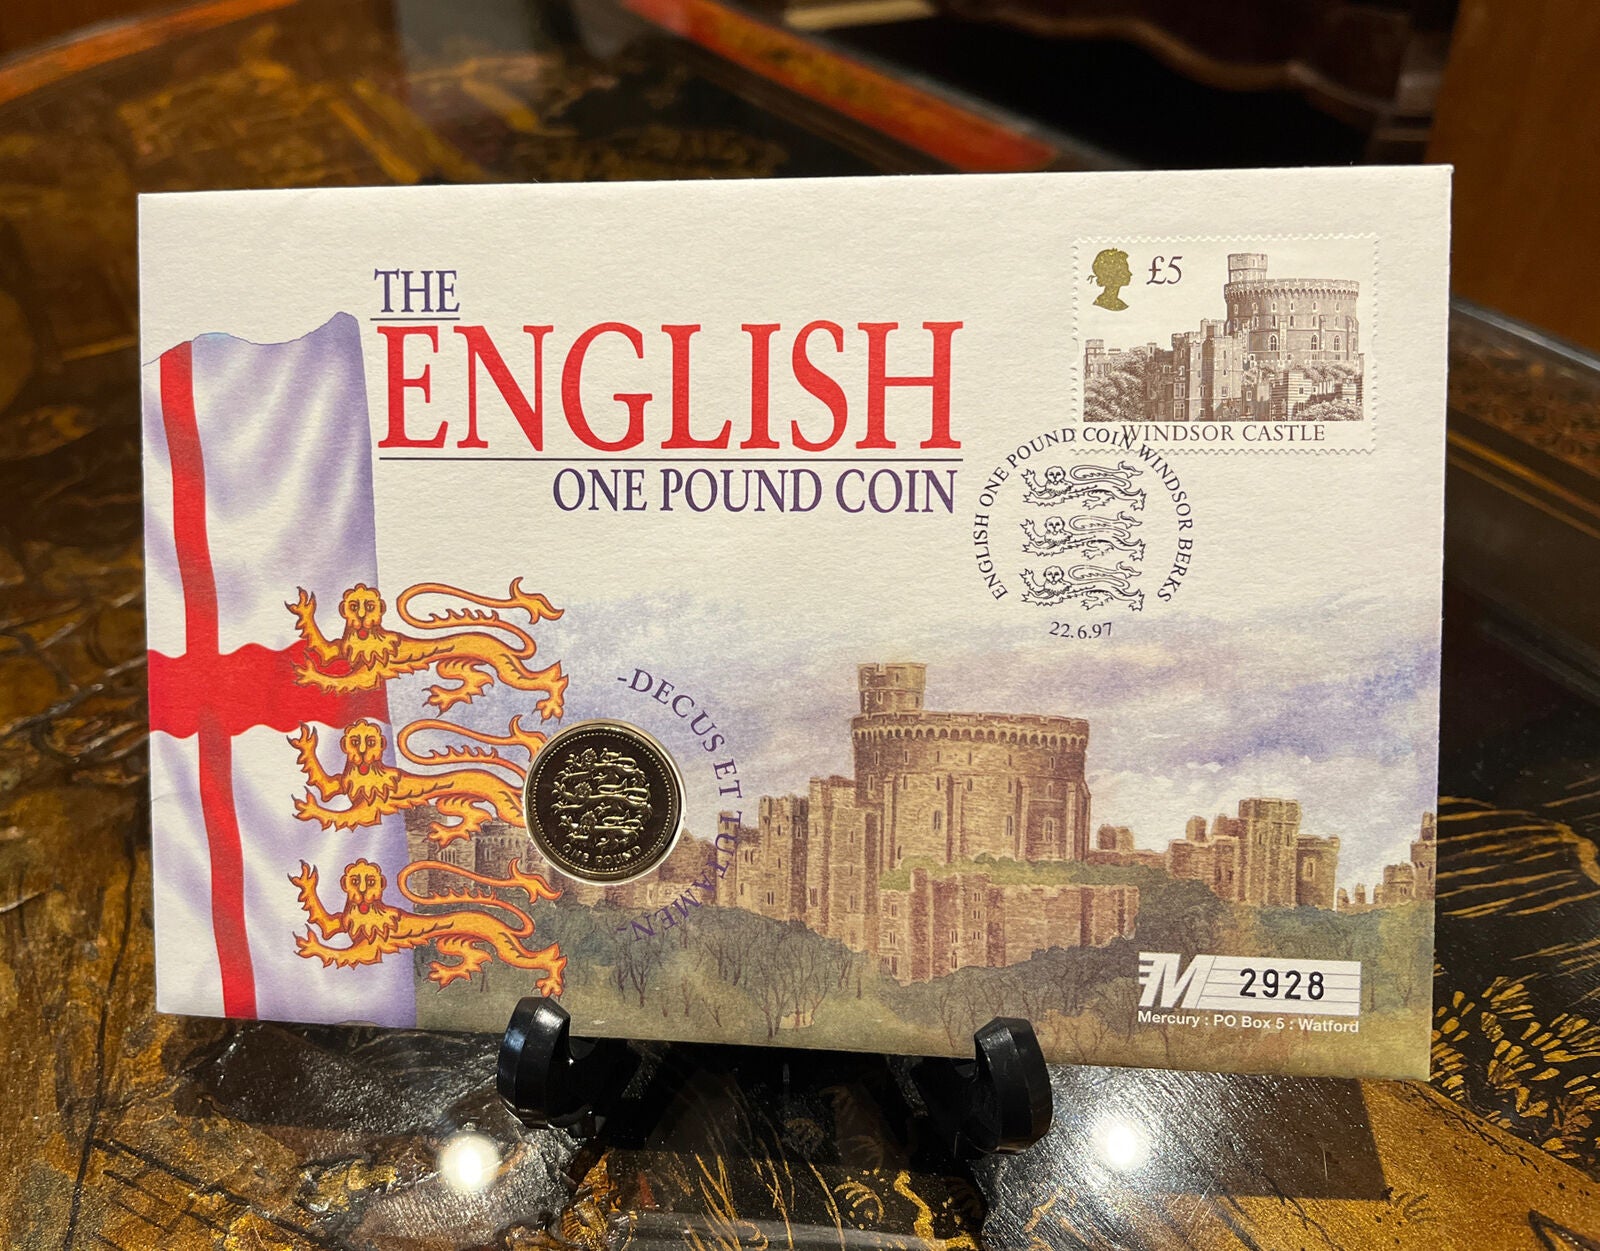 THE
ENGLISH
ONE POUND COIN
£5
WINDSOR CASTLE
ENGLISH ONE POUND COIN WINDSOR BERKS
22.6.97
-DECUS ET TUTAMEN-
ONE POUND
M 2928
Mercury : PO Box 5 : Watford